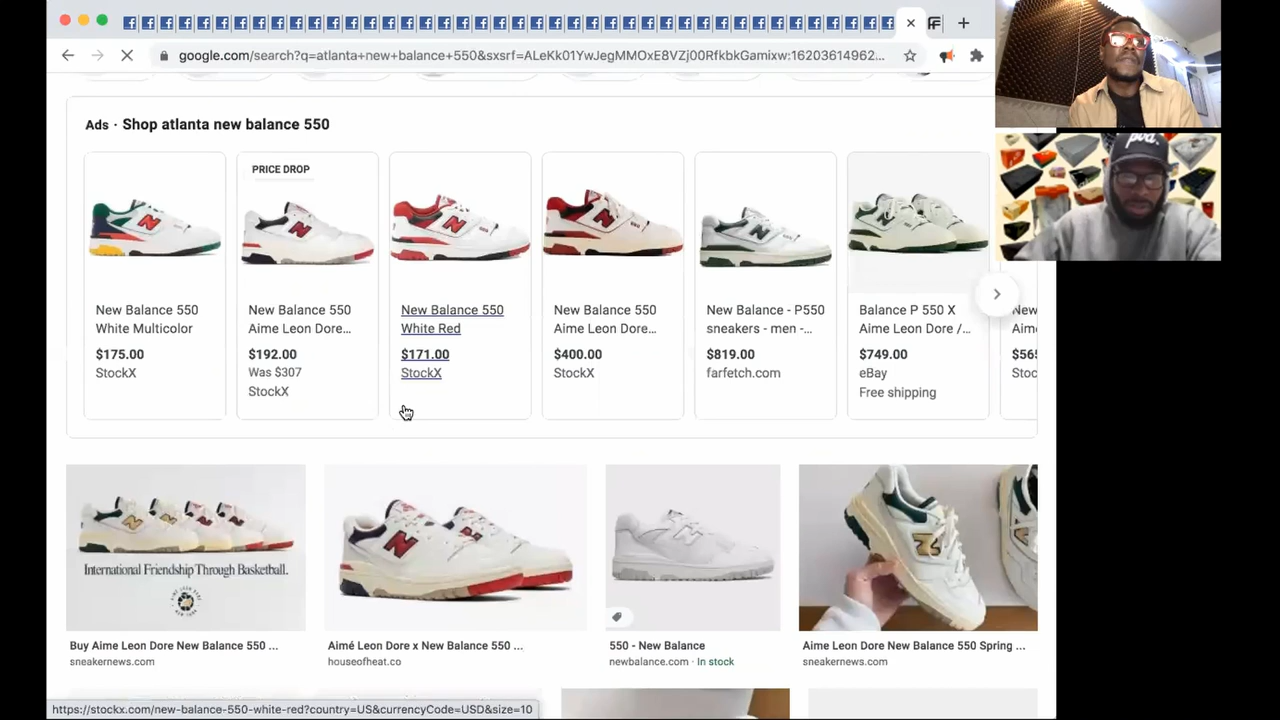 google.com/search?q=atlanta+new+balance+550&sxsrf=ALeKk01YwJegMMOxE8VZj00RfkbkGamixw:16203614962...
Ads · Shop atlanta new balance 550
PRICE DROP
New Balance 550
White Multicolor
$175.00
StockX
New Balance 550
Aime Leon Dore...
$192.00
Was $307
StockX
New Balance 550
White Red
$171.00
StockX
New Balance 550
Aime Leon Dore...
$400.00
StockX
New Balance - P550
sneakers - men -...
$819.00
farfetch.com
Balance P 550 X
Aime Leon Dore /...
$749.00
eBay
Free shipping
New
Aim
$565
Stoc
International Friendship Through Basketball.
Buy Aime Leon Dore New Balance 550 ...
sneakernews.com
Aimé Leon Dore x New Balance 550 ...
houseofheat.co
550 - New Balance
newbalance.com · In stock
Aime Leon Dore New Balance 550 Spring ...
sneakernews.com
https://stockx.com/new-balance-550-white-red?country=US&currencyCode=USD&size=10
pod.